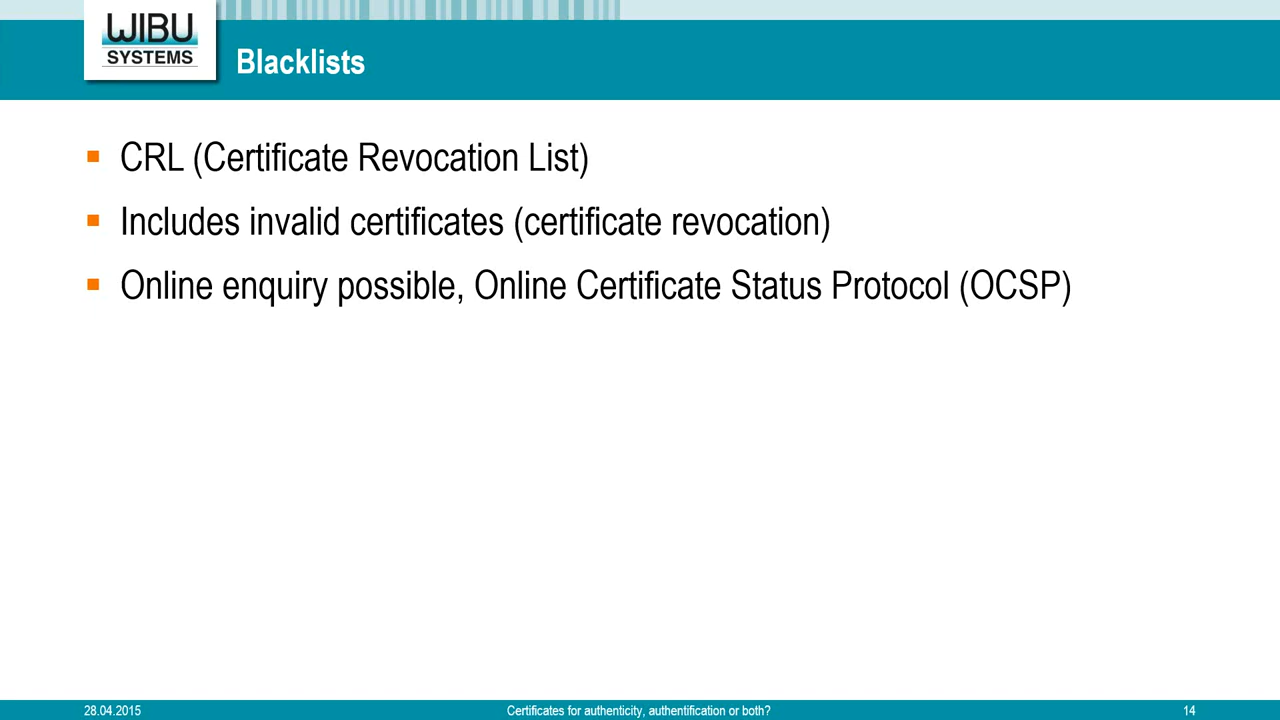 WIBU
SYSTEMS
Blacklists
CRL (Certificate Revocation List)
Includes invalid certificates (certificate revocation)
Online enquiry possible, Online Certificate Status Protocol (OCSP)
28.04.2015
Certificates for authenticity, authentification or both?
14